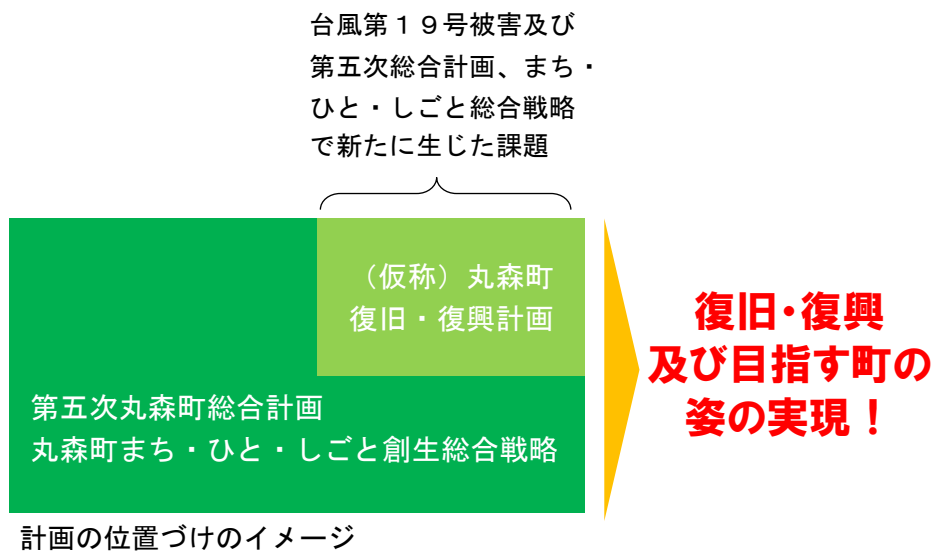 台風第１９号被害及び
第五次総合計画、まち・
ひと・しごと総合戦略
で新たに生じた課題
（仮称）丸森町
復旧・復興計画
第五次丸森町総合計画
丸森町まち・ひと・しごと創生総合戦略
復旧・復興
及び目指す町の
姿の実現！
計画の位置づけのイメージ